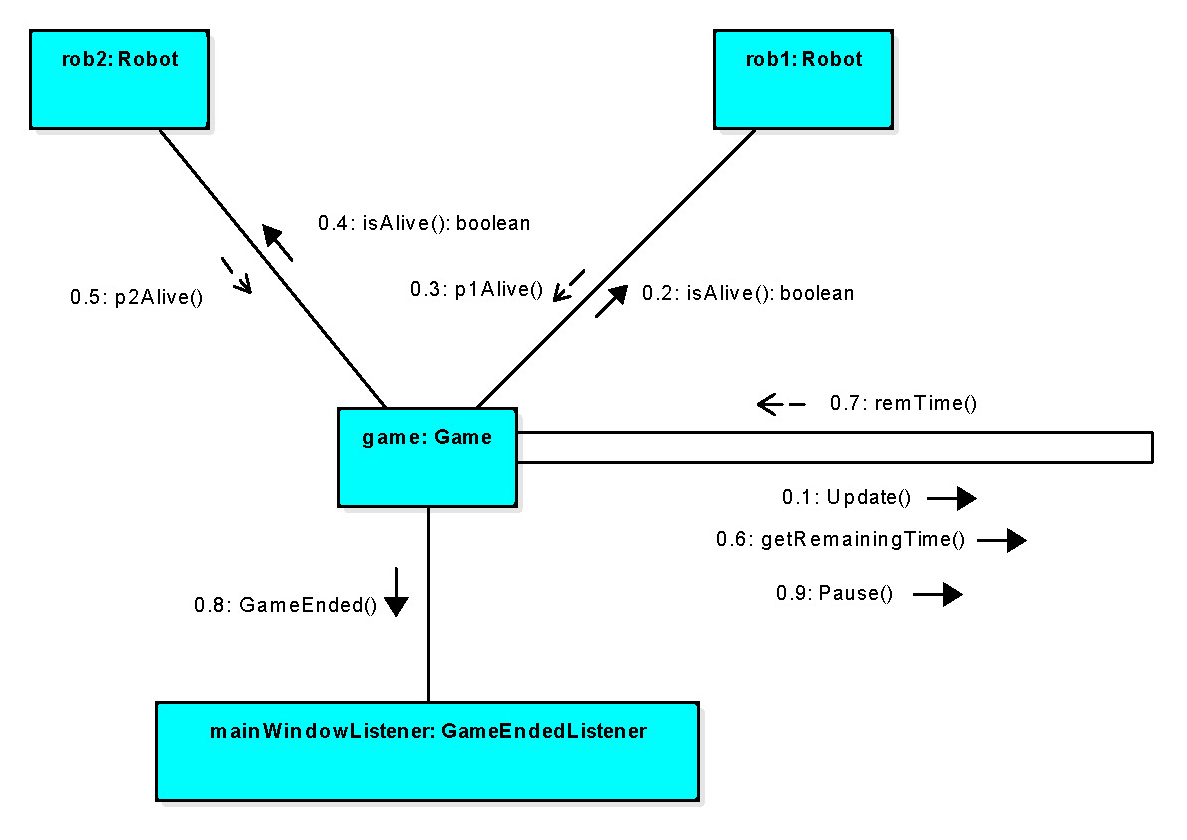 rob2: Robot
rob1: Robot
0.4: isAlive(): boolean
0.5: p2Alive()
0.3: p1Alive()
0.2: isAlive(): boolean
game: Game
0.7: remTime()
0.1: Update()
0.6: getRemainingTime()
0.9: Pause()
0.8: GameEnded()
mainWindowListener: GameEndedListener